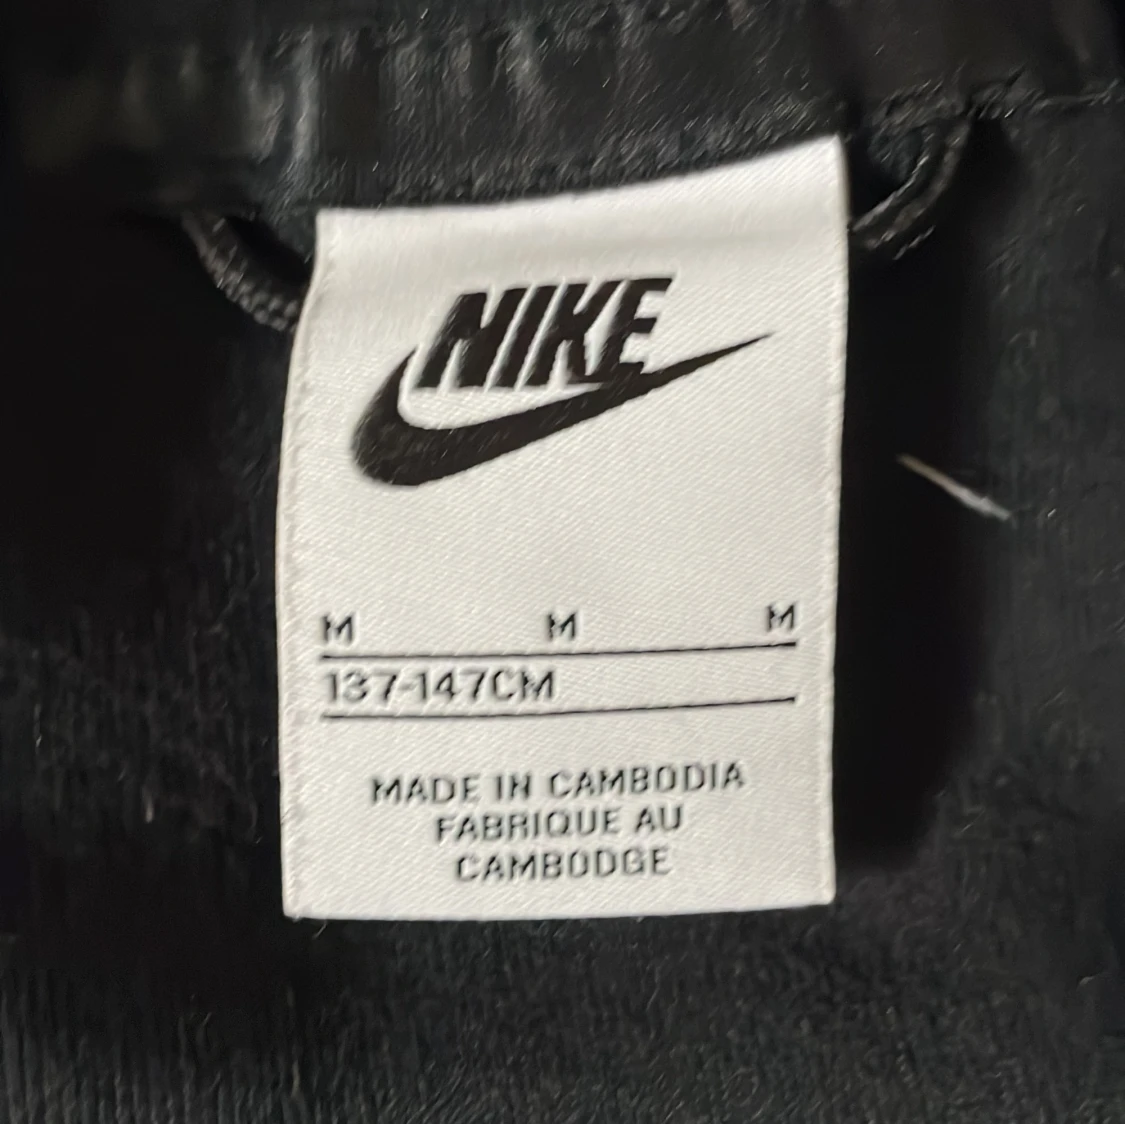 NIKE
M M M
137-147CM
MADE IN CAMBODIA
FABRIQUE AU
CAMBODGE